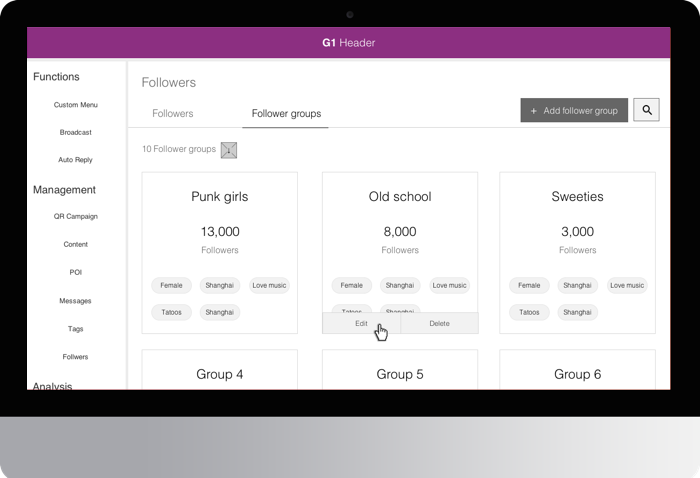 G1 Header
Functions
Custom Menu
Broadcast
Auto Reply
Management
QR Campaign
Content
POI
Messages
Tags
Follwers
Analysis
Followers
Followers
Follower groups
+ Add follower group
10 Follower groups
Punk girls
13,000
Followers
Female Shanghai Love music
Tatoos Shanghai
Old school
8,000
Followers
Female Shanghai Love music
Tatoos Shanghai
Edit Delete
Sweeties
3,000
Followers
Female Shanghai Love music
Tatoos Shanghai
Group 4
Group 5
Group 6